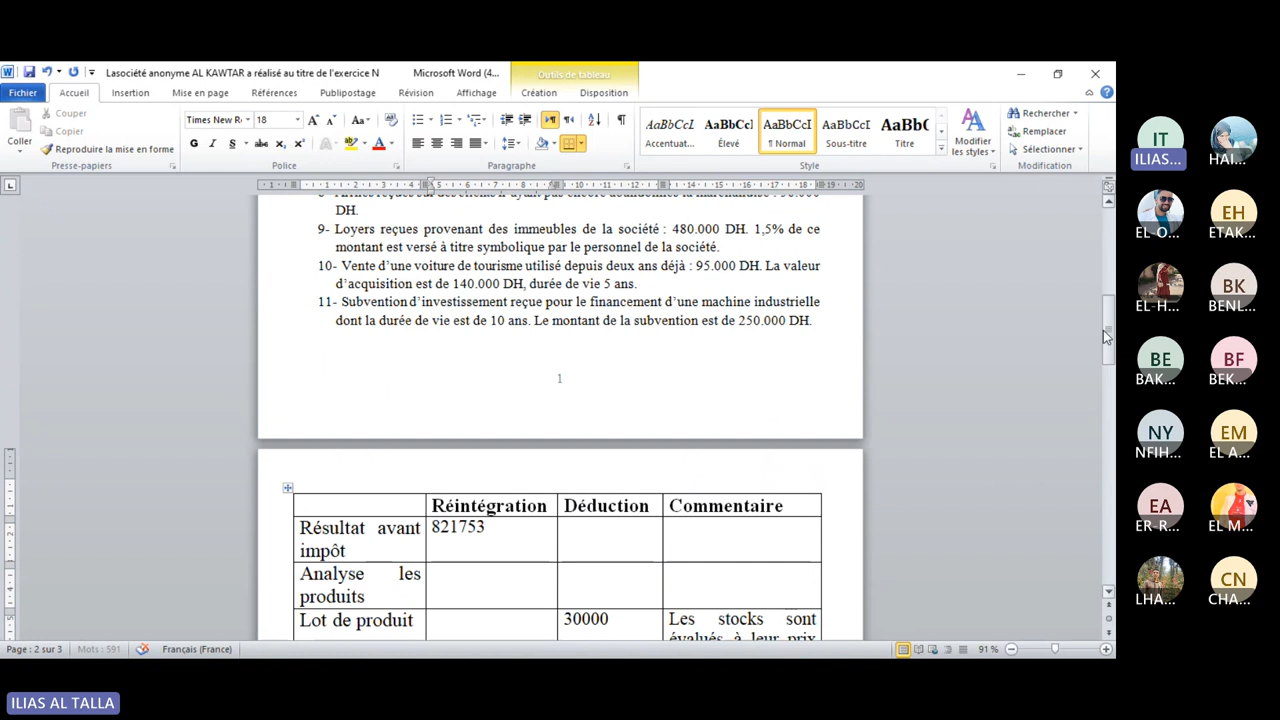 Lasociété anonyme AL KAWTAR a réalisé au titre de l'exercice N
Microsoft Word (4...
Outils de tableau
Fichier Accueil Insertion Mise en page Références Publipostage Révision Affichage Création Disposition
Coller
Couper
Copier
Reproduire la mise en forme
Presse-papiers
Times New R 18
Police
Paragraphe
AaBbCcL AaBbCcl AaBbCcI AaBbCcI AaBbC
Accentuat... Élevé ¶ Normal Sous-titre Titre
Modifier les styles
Style
Rechercher
Remplacer
Sélectionner
Modification
DH.
9- Loyers reçues provenant des immeubles de la société : 480.000 DH. 1,5% de ce
montant est versé à titre symbolique par le personnel de la société.
10- Vente d'une voiture de tourisme utilisé depuis deux ans déjà : 95.000 DH. La valeur
d'acquisition est de 140.000 DH, durée de vie 5 ans.
11- Subvention d'investissement reçue pour le financement d'une machine industrielle
dont la durée de vie est de 10 ans. Le montant de la subvention est de 250.000 DH.
1
Réintégration Déduction Commentaire
Résultat avant impôt 821753
Analyse les produits
Lot de produit 30000 Les stocks sont
évalués à leur prix
Page : 2 sur 3 Mots : 591 Français (France) 91 %
IT
ILIAS...
HAI...
EL-O...
EH
ETAK...
EL-H...
BK
BENL...
BE
BAK...
BF
BEK...
NY
NFIH...
EM
EL A...
EA
ER-R...
EL M...
LHA...
CN
CHA...
ILIAS AL TALLA